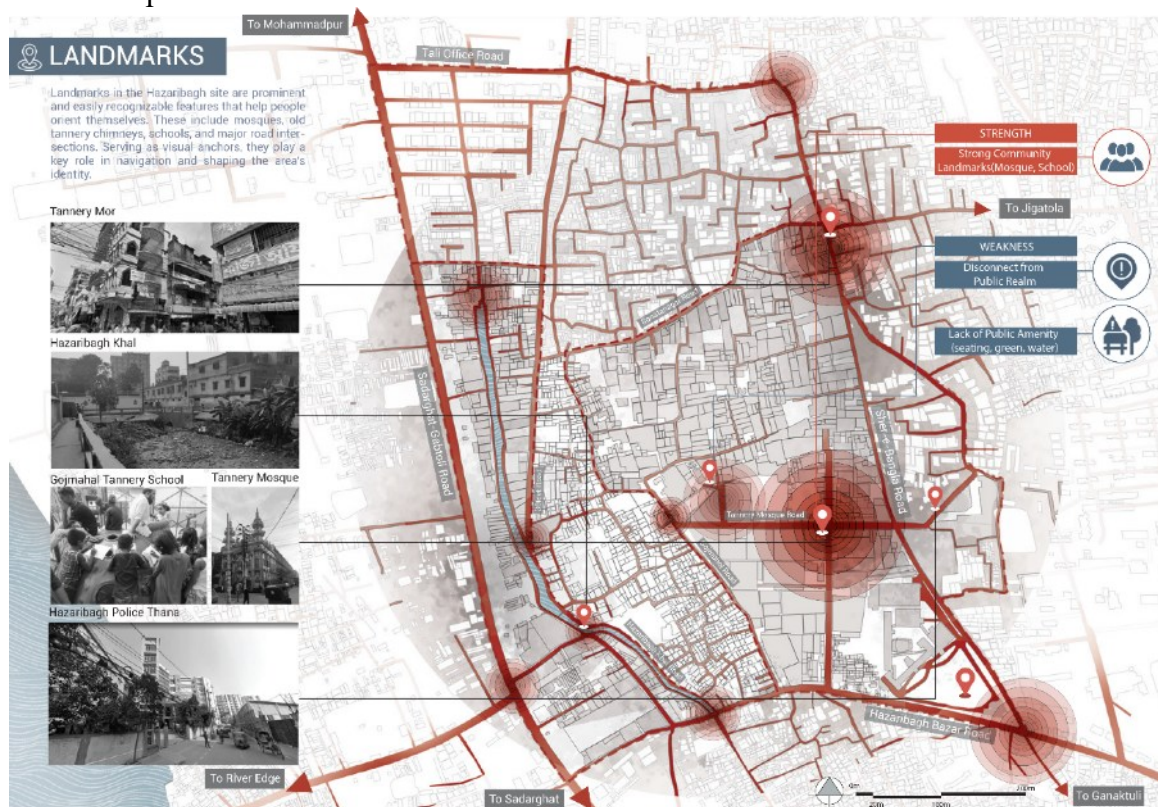 To Mohammadpur
LANDMARKS
Tali Office Road
Landmarks in the Hazaribagh site are prominent
and easily recognizable features that help people
orient themselves. These include mosques, old
tannery chimneys, schools, and major road inter-
sections. Serving as visual anchors, they play a
key role in navigation and shaping the area's
identity.
STRENGTH
Strong Community
Landmarks(Mosque, School)
To Jigatola
WEAKNESS
Disconnect from
Public Realm
Lack of Public Amenity
(seating, green, water)
Tannery Mor
Hazaribagh Khal
Sadarghat-Gabtoli Road
Sher-e-Bangla Road
Gojmahal Tannery School
Tannery Mosque
Tannery Mosque Road
Hazaribagh Police Thana
Hazaribagh Bazar Road
To River Edge
To Sadarghat
To Ganaktuli